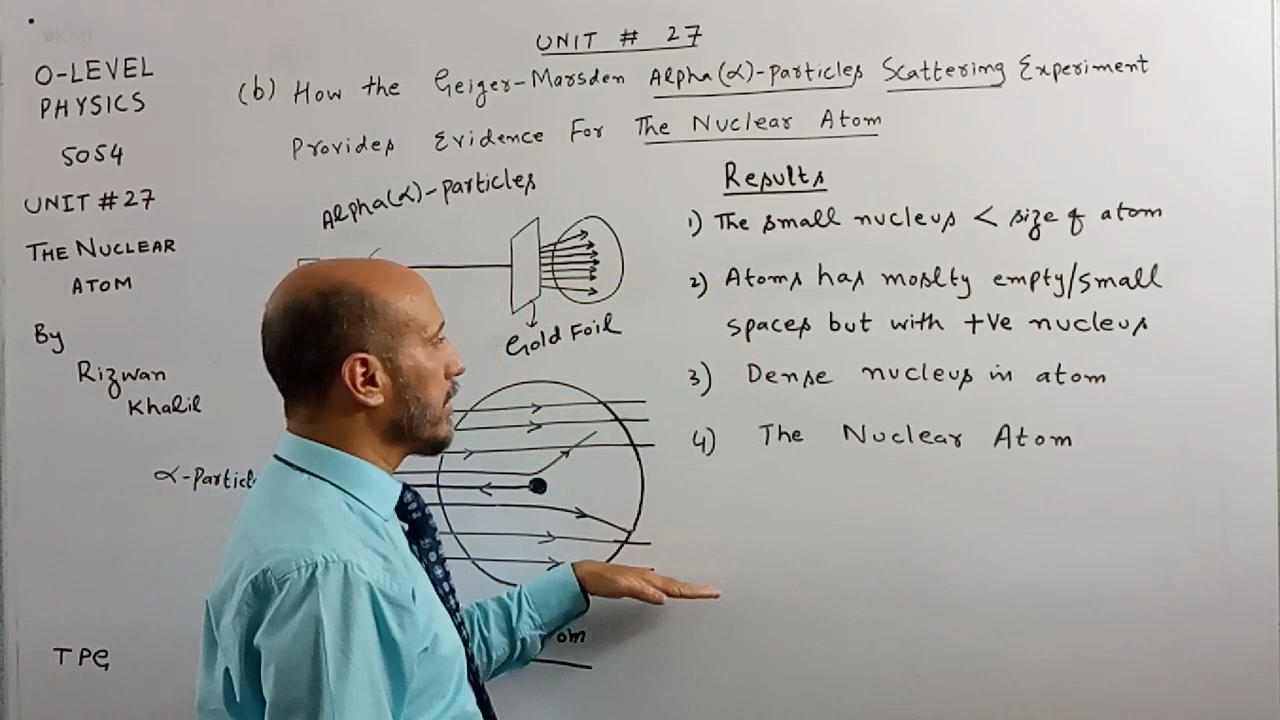 UNIT # 27
O-LEVEL
PHYSICS
5054
UNIT # 27
THE NUCLEAR
ATOM
By
Rizwan
Khalil
TPG
(b) How the Geiger-Marsden Alpha(α)-particles Scattering Experiment
Provides Evidence For The Nuclear Atom
Alpha(α)-particles
Gold Foil
α-Particl
om
Results
1) The small nucleus < size of atom
2) Atoms has moslty empty/small
spaces but with +ve nucleus
3) Dense nucleus in atom
4) The Nuclear Atom